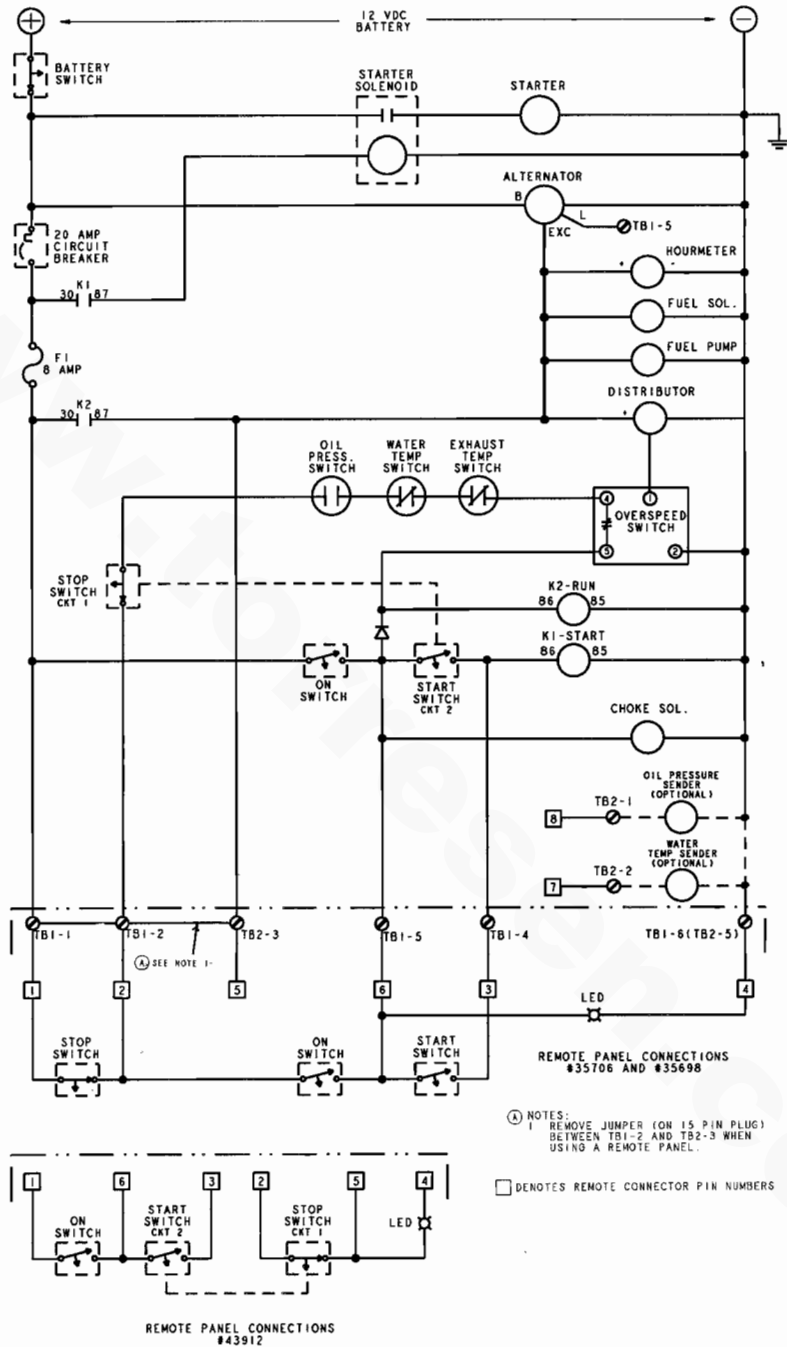 +
12 VDC
BATTERY
−
BATTERY
SWITCH
STARTER
SOLENOID
STARTER
ALTERNATOR
B
L
TB1-5
EXC
20 AMP
CIRCUIT
BREAKER
HOURMETER
+ -
K1
30 87
FUEL SOL.
F1
8 AMP
FUEL PUMP
K2
30 87
DISTRIBUTOR
+ -
OIL
PRESS.
SWITCH
WATER
TEMP
SWITCH
EXHAUST
TEMP
SWITCH
4
1
OVERSPEED
SWITCH
5
2
STOP
SWITCH
CKT 1
K2-RUN
86 85
K1-START
86 85
ON
SWITCH
START
SWITCH
CKT 2
CHOKE SOL.
OIL PRESSURE
SENDER
(OPTIONAL)
8
TB2-1
WATER
TEMP SENDER
(OPTIONAL)
7
TB2-2
TB1-1
TB1-2
TB2-3
TB1-5
TB1-4
TB1-6(TB2-5)
A SEE NOTE 1-
1
2
5
6
3
4
LED
STOP
SWITCH
ON
SWITCH
START
SWITCH
REMOTE PANEL CONNECTIONS
#35706 AND #35698
A NOTES:
1 REMOVE JUMPER (ON 15 PIN PLUG)
BETWEEN TB1-2 AND TB2-3 WHEN
USING A REMOTE PANEL.
DENOTES REMOTE CONNECTOR PIN NUMBERS
1
6
3
2
5
4
ON
SWITCH
START
SWITCH
CKT 2
STOP
SWITCH
CKT 1
LED
REMOTE PANEL CONNECTIONS
#43912
www.torresen.co